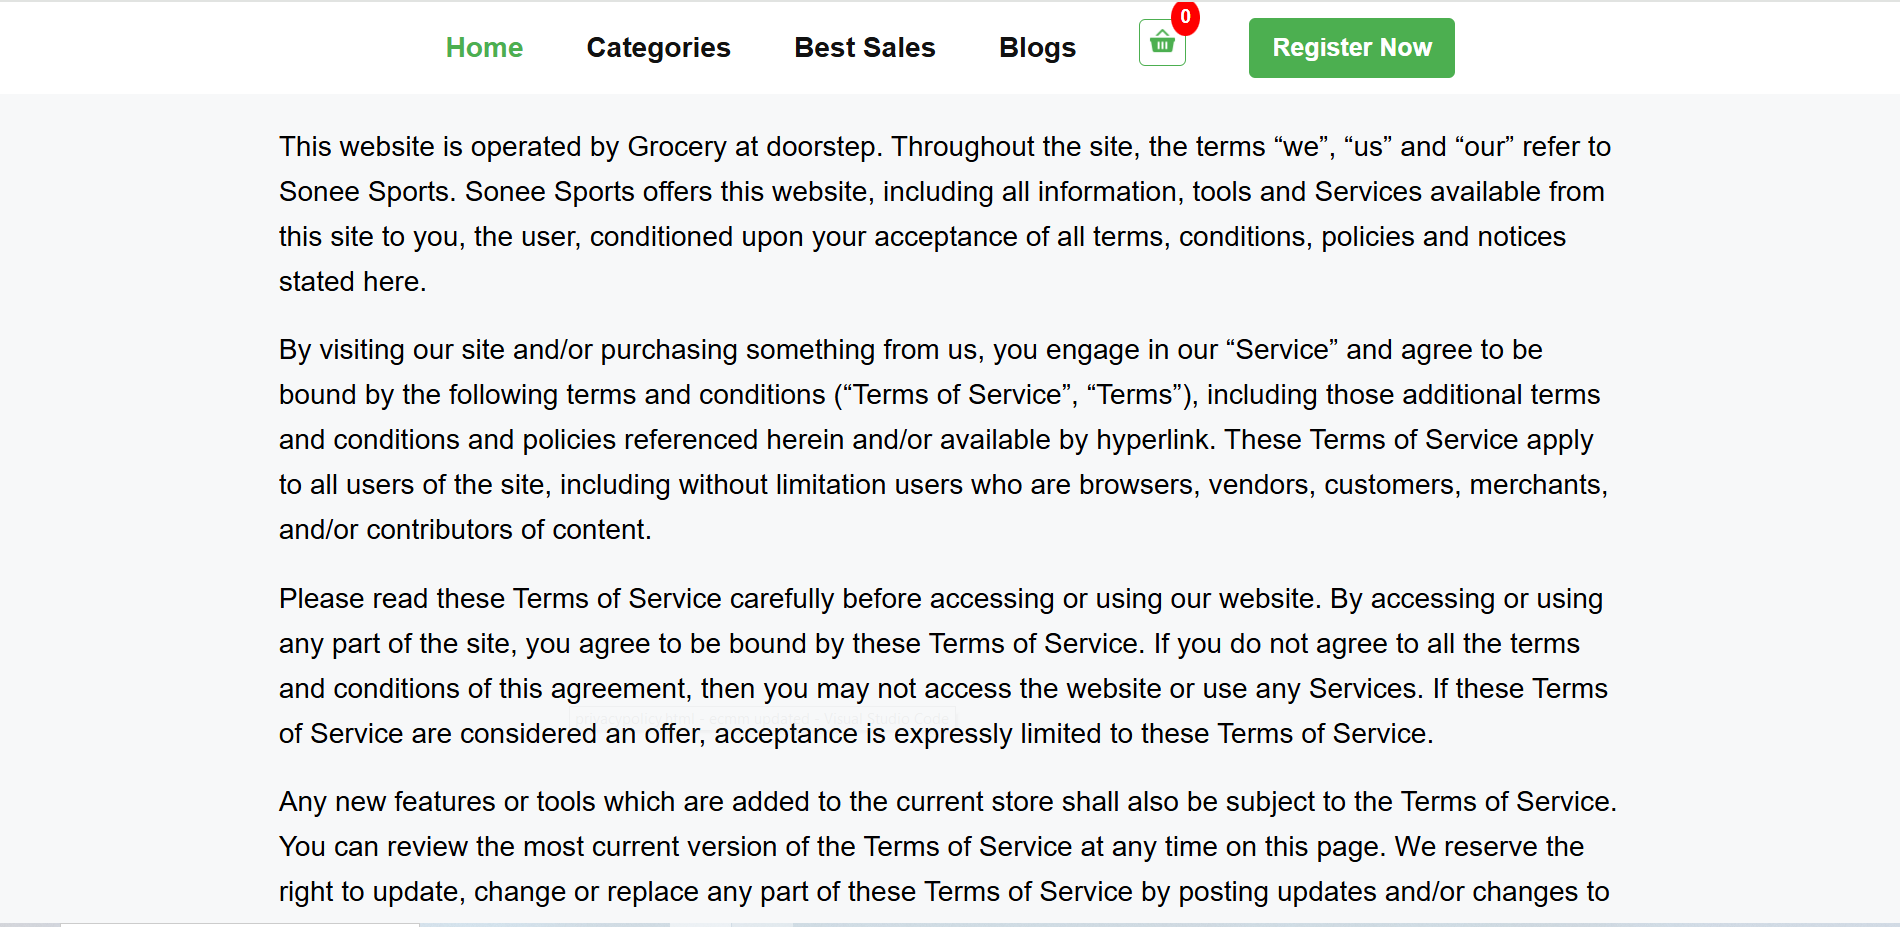 Home Categories Best Sales Blogs 0 Register Now
This website is operated by Grocery at doorstep. Throughout the site, the terms “we”, “us” and “our” refer to
Sonee Sports. Sonee Sports offers this website, including all information, tools and Services available from
this site to you, the user, conditioned upon your acceptance of all terms, conditions, policies and notices
stated here.
By visiting our site and/or purchasing something from us, you engage in our “Service” and agree to be
bound by the following terms and conditions (“Terms of Service”, “Terms”), including those additional terms
and conditions and policies referenced herein and/or available by hyperlink. These Terms of Service apply
to all users of the site, including without limitation users who are browsers, vendors, customers, merchants,
and/or contributors of content.
Please read these Terms of Service carefully before accessing or using our website. By accessing or using
any part of the site, you agree to be bound by these Terms of Service. If you do not agree to all the terms
and conditions of this agreement, then you may not access the website or use any Services. If these Terms
privacypolicy.html - ecmm updated - Visual Studio Code
of Service are considered an offer, acceptance is expressly limited to these Terms of Service.
Any new features or tools which are added to the current store shall also be subject to the Terms of Service.
You can review the most current version of the Terms of Service at any time on this page. We reserve the
right to update, change or replace any part of these Terms of Service by posting updates and/or changes to